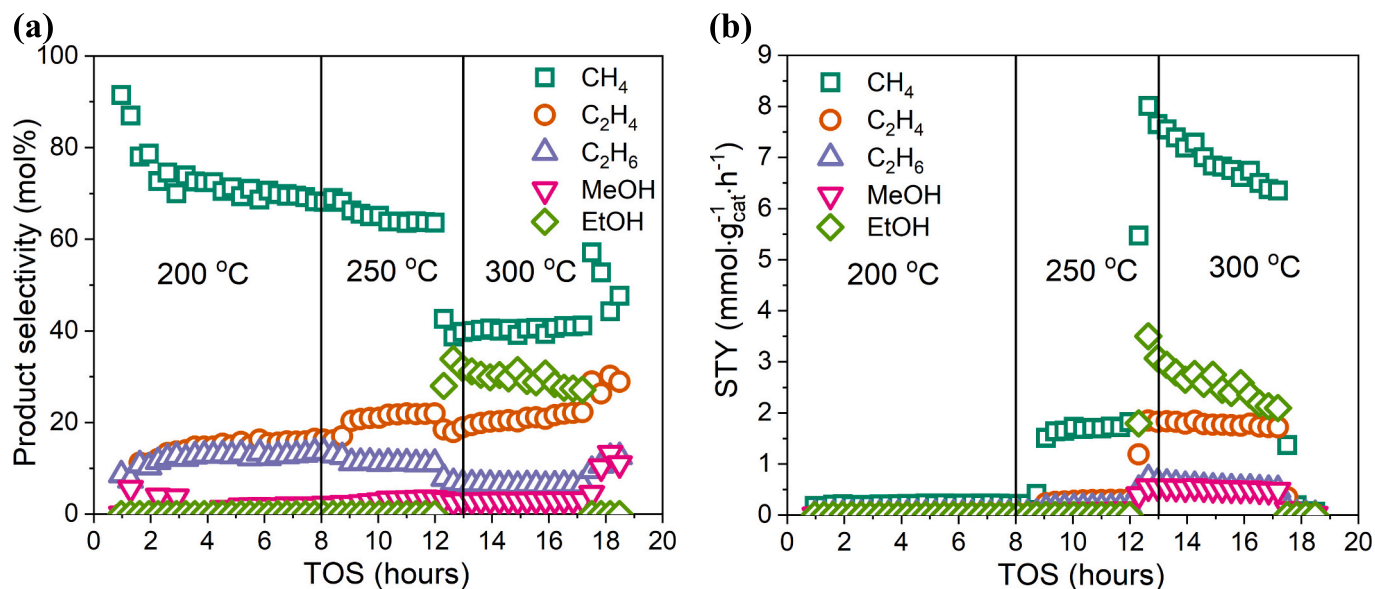 (a)
Product selectivity (mol%)
100
80
60
40
20
0
CH₄
C₂H₄
C₂H₆
MeOH
EtOH
200 °C
250 °C
300 °C
0 2 4 6 8 10 12 14 16 18 20
TOS (hours)
(b)
STY (mmol·g⁻¹cat·h⁻¹)
9
8
7
6
5
4
3
2
1
0
CH₄
C₂H₄
C₂H₆
MeOH
EtOH
200 °C
250 °C
300 °C
0 2 4 6 8 10 12 14 16 18 20
TOS (hours)